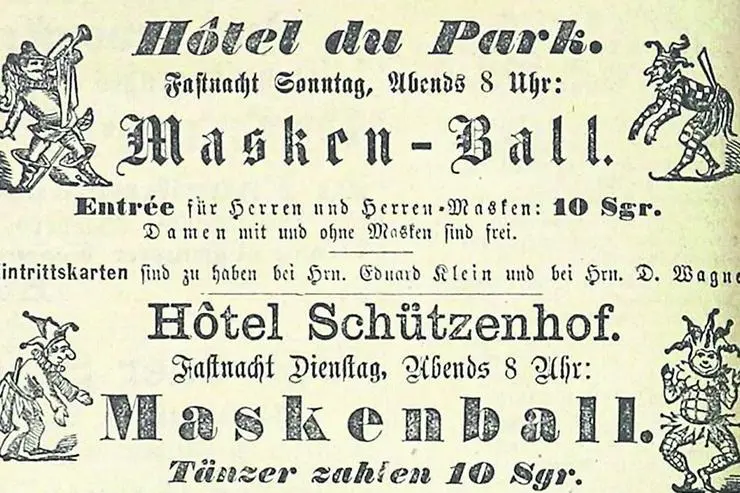 Hôtel du Park.
Fastnacht Sonntag, Abends 8 Uhr:
Masken-Ball.
Entrée für Herren und Herren-Masken: 10 Sgr.
Damen mit und ohne Masken sind frei.
intrittskarten sind zu haben bei Hrn. Eduard Klein und bei Hrn. D. Wagne
Hôtel Schützenhof.
Fastnacht Dienstag, Abends 8 Uhr:
Maskenball.
Tänzer zahlen 10 Sgr.